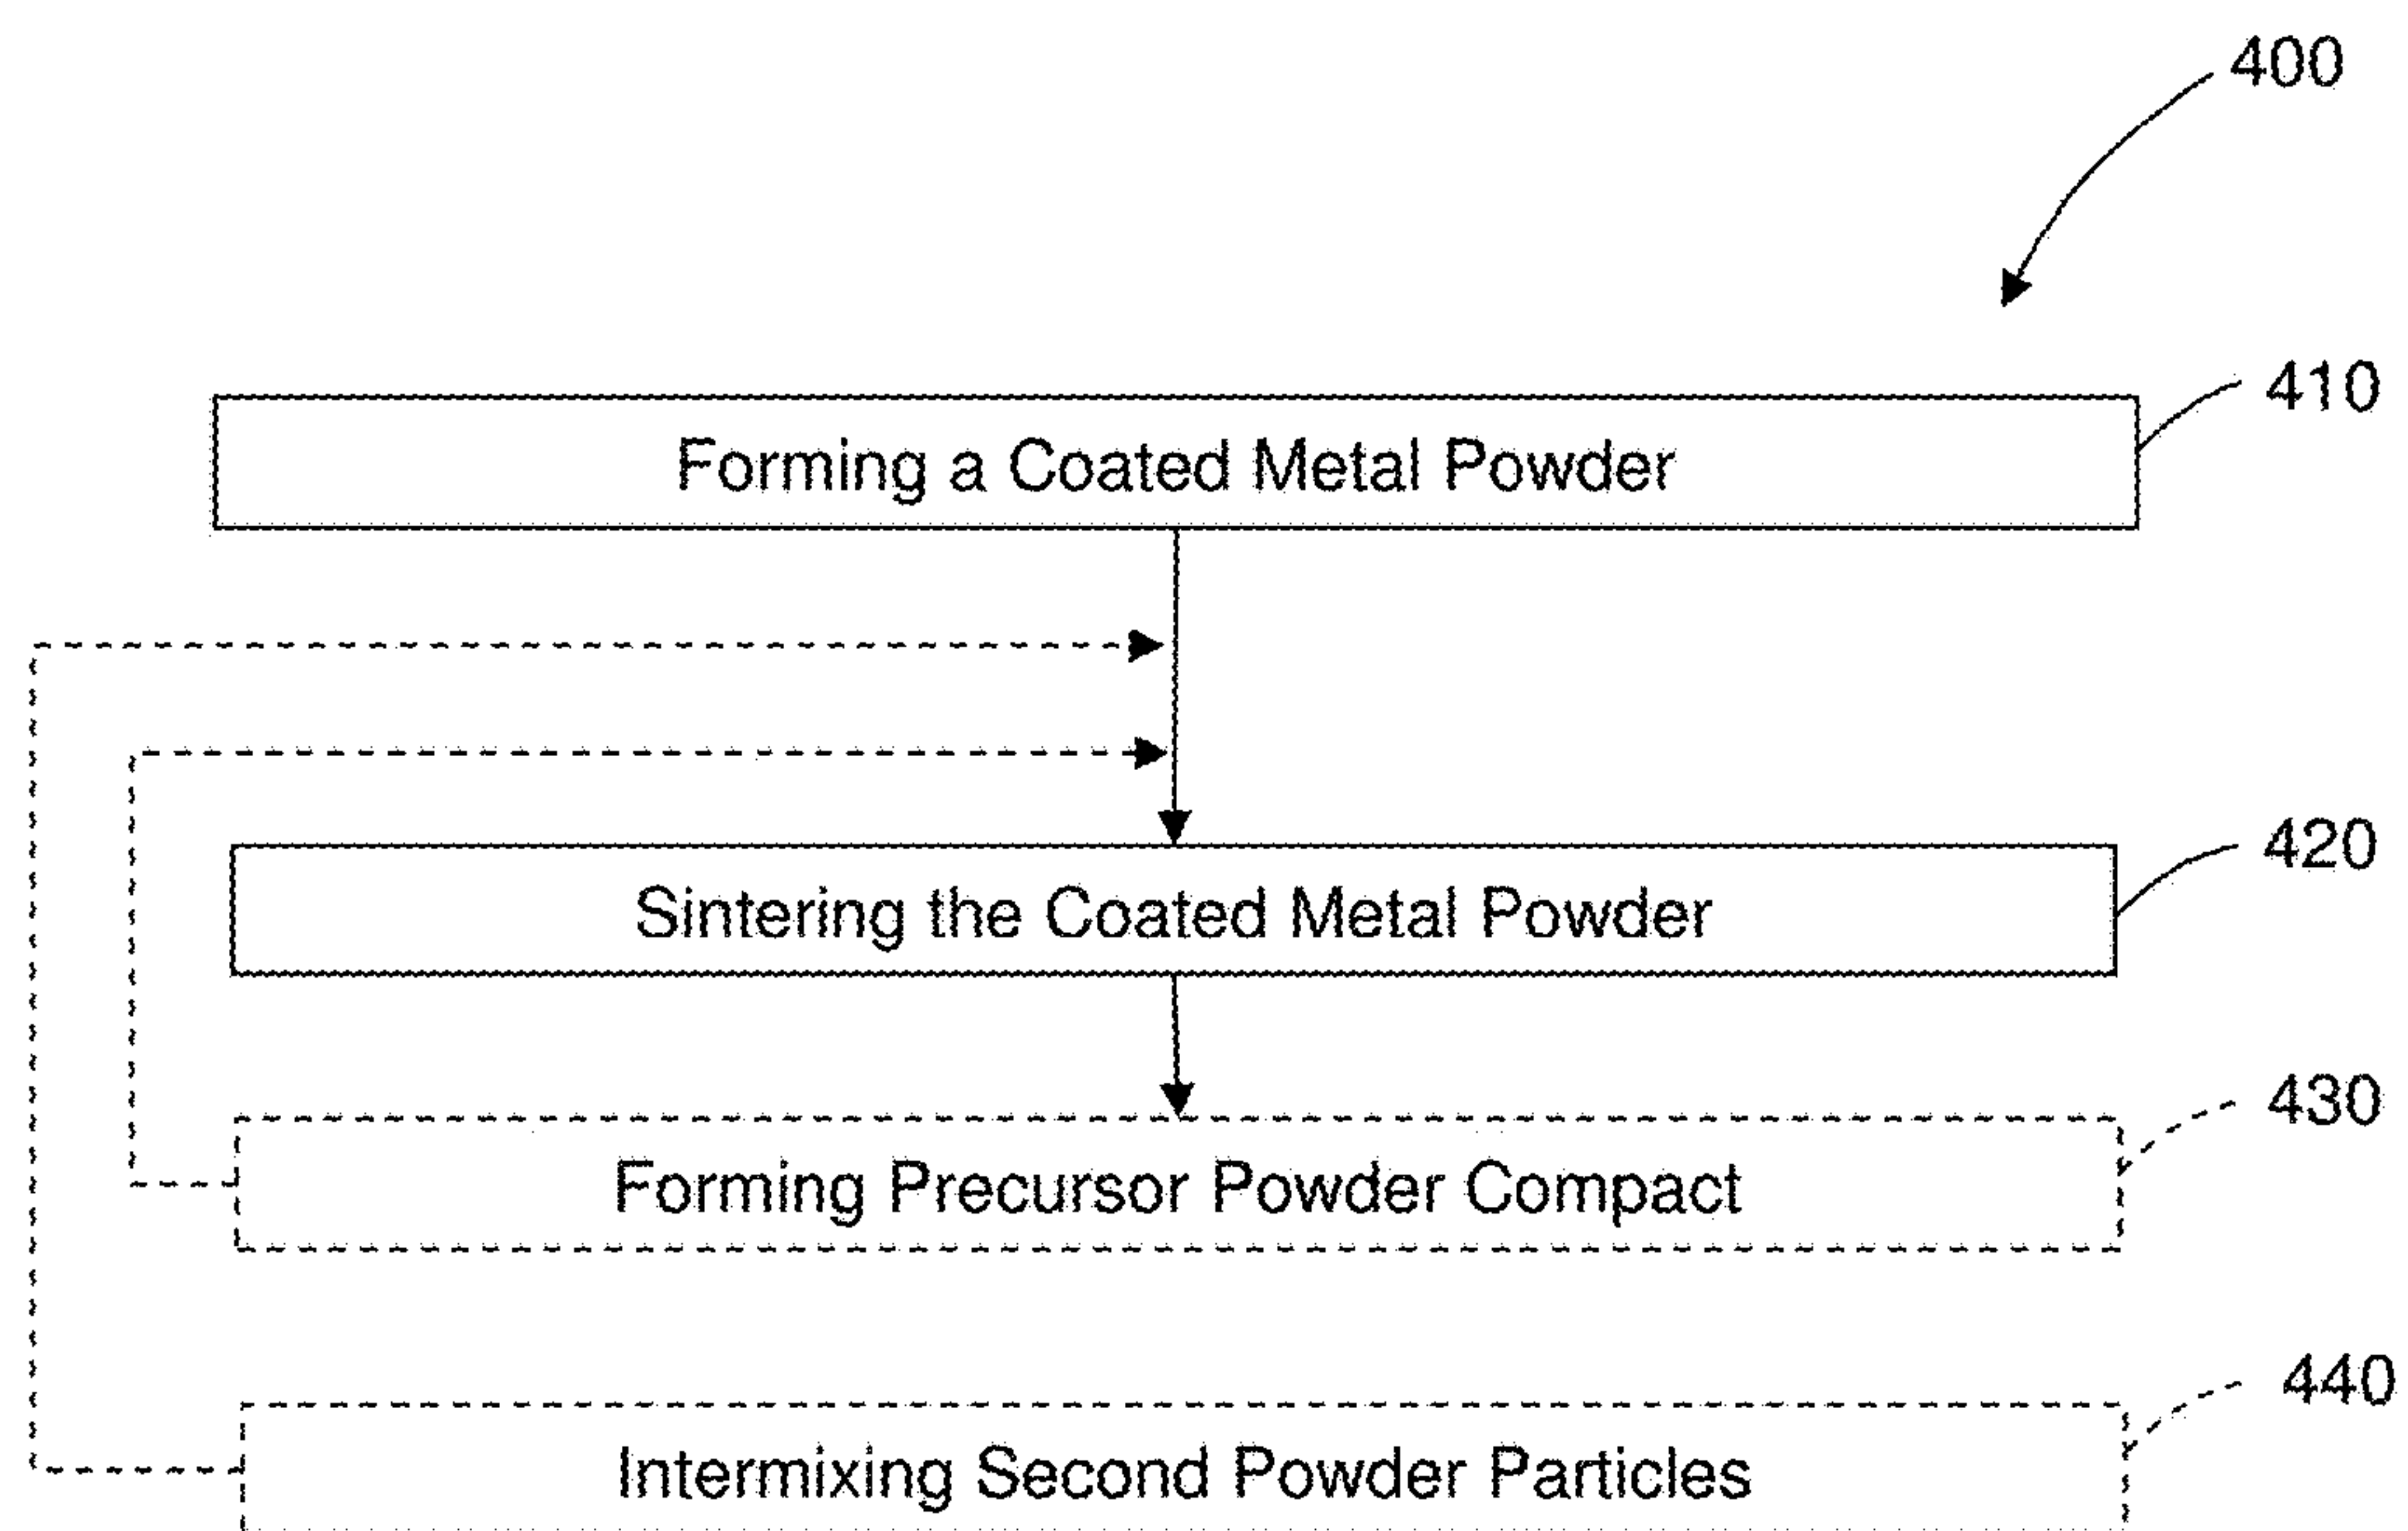 400
410
Forming a Coated Metal Powder
420
Sintering the Coated Metal Powder
430
Forming Precursor Powder Compact
440
Intermixing Second Powder Particles